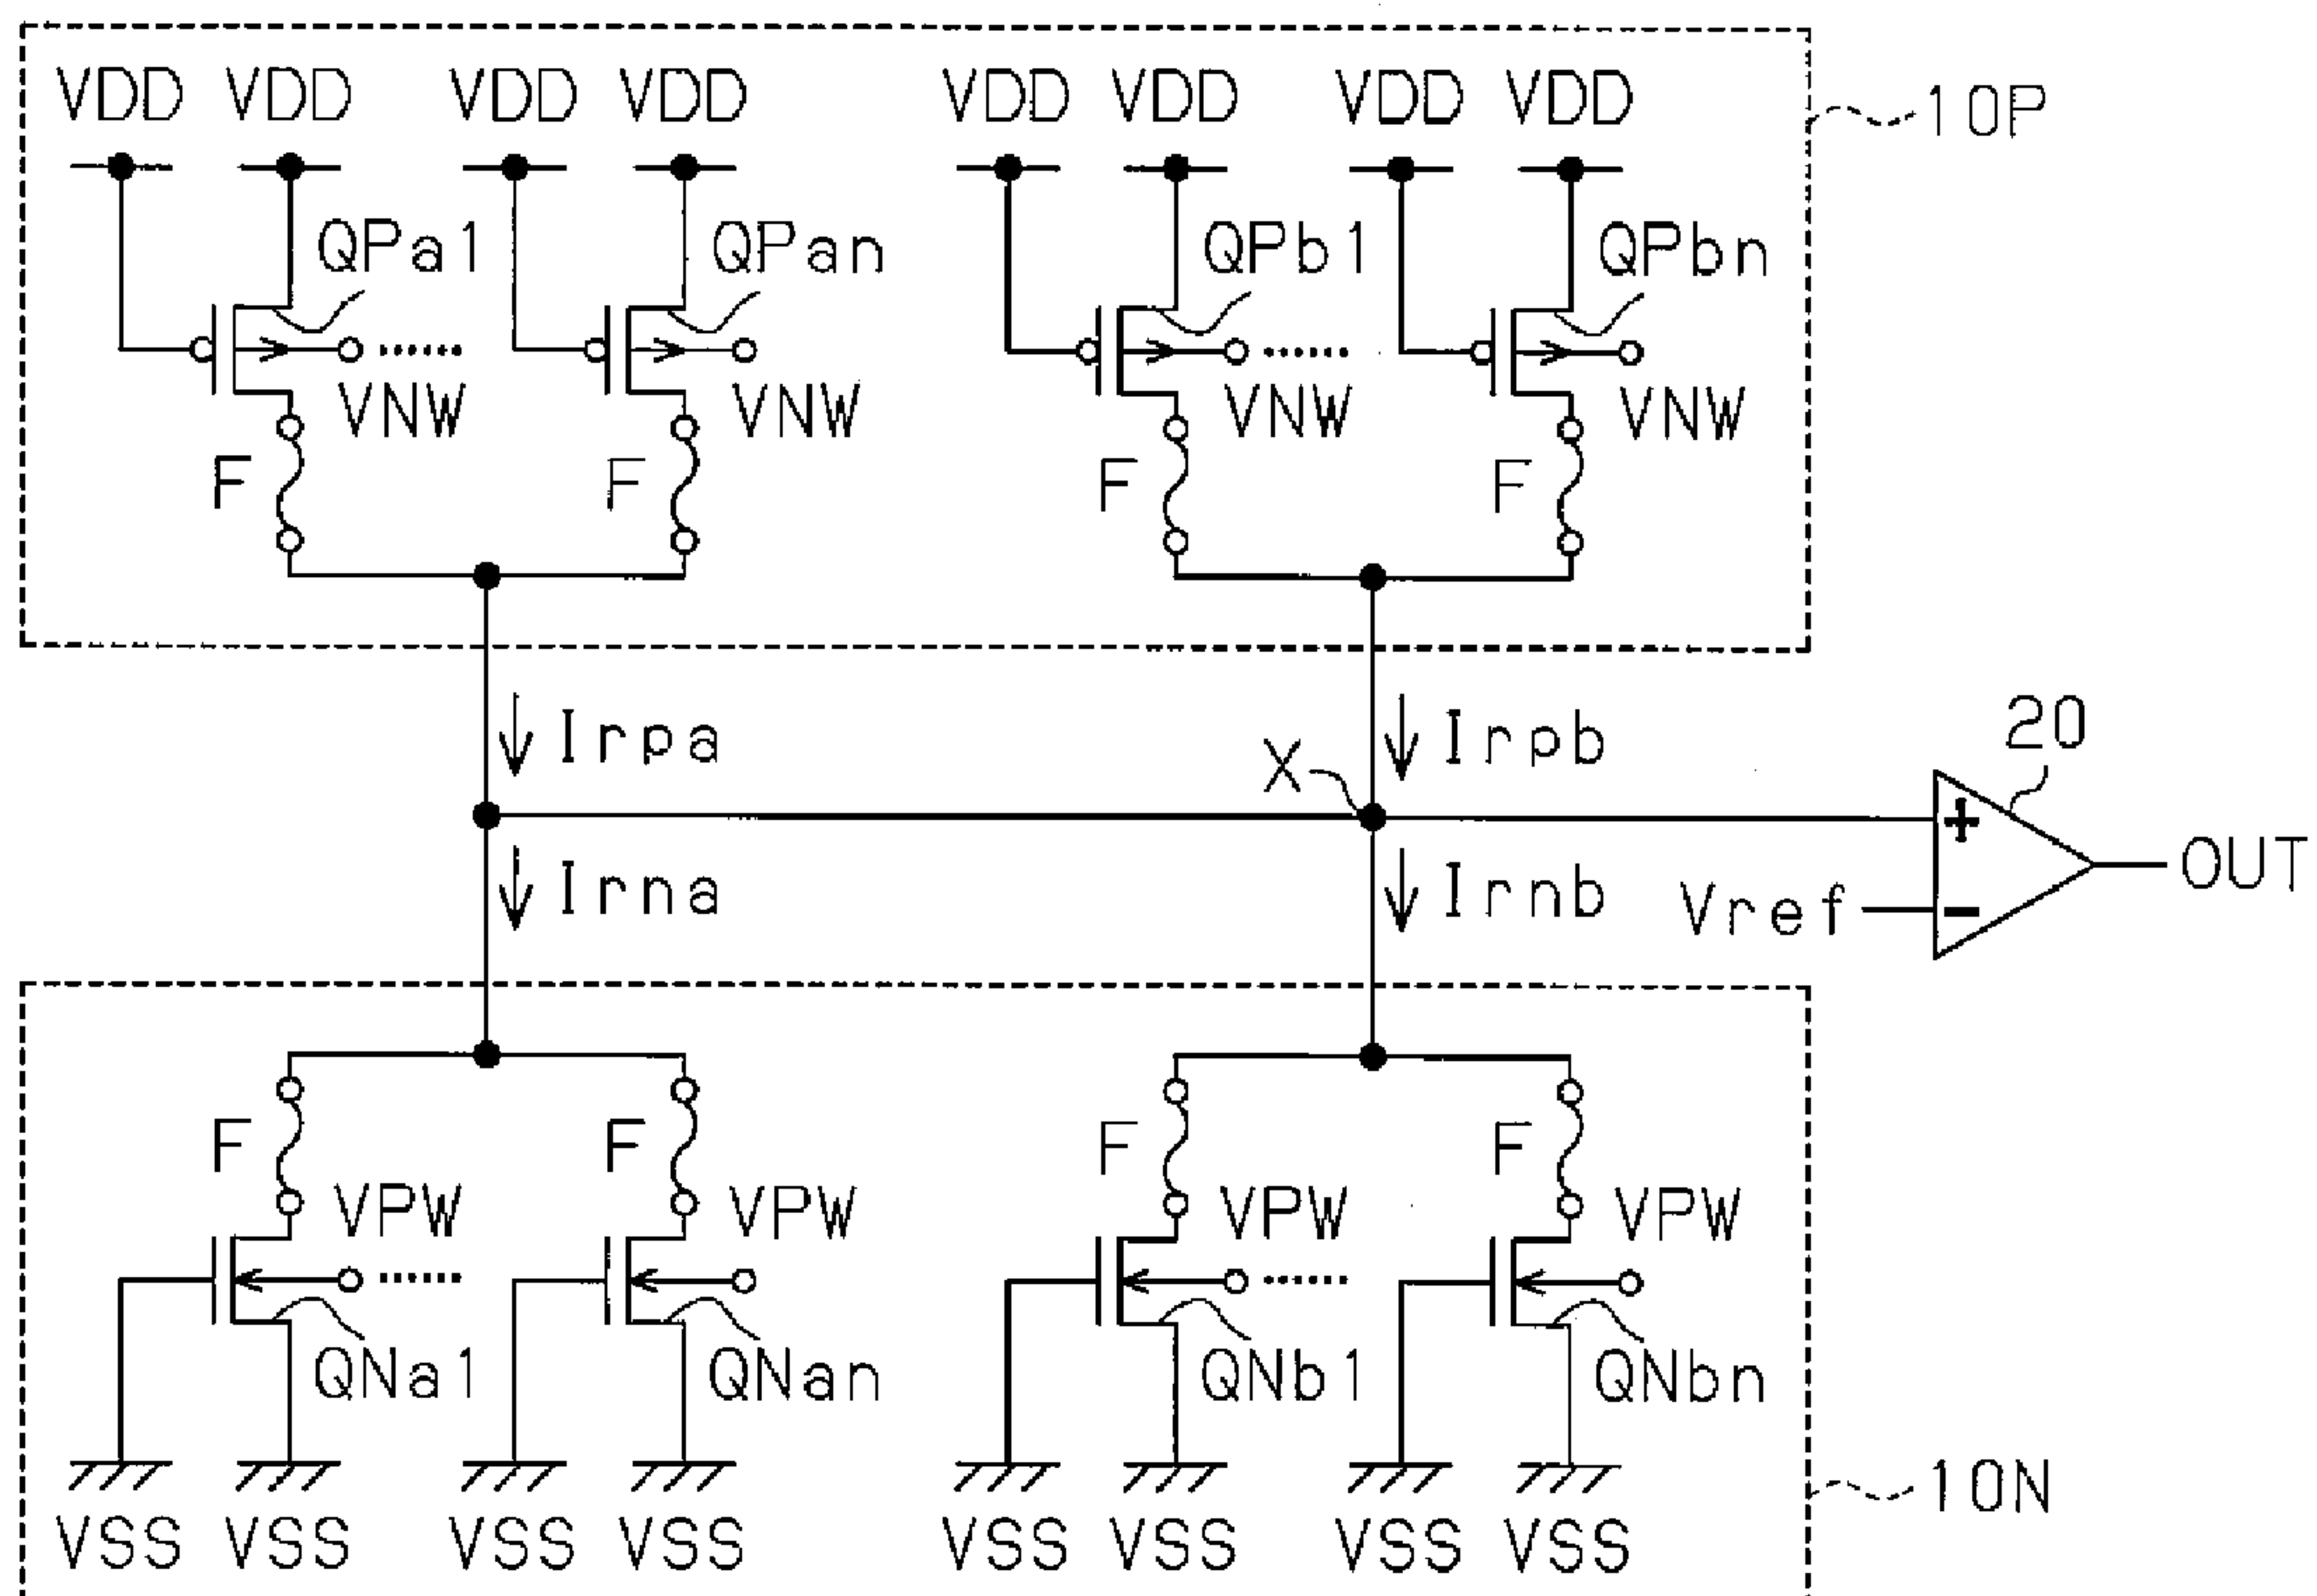 VDD VDD VDD VDD VDD VDD VDD VDD
10P
QPa1 QPan QPb1 QPbn
VNW VNW VNW VNW
F F F F
Irpa Irpb
X
20
+
OUT
Irna Irnb
Vref -
F F F F
VPW VPW VPW VPW
QNa1 QNan QNb1 QNbn
10N
VSS VSS VSS VSS VSS VSS VSS VSS